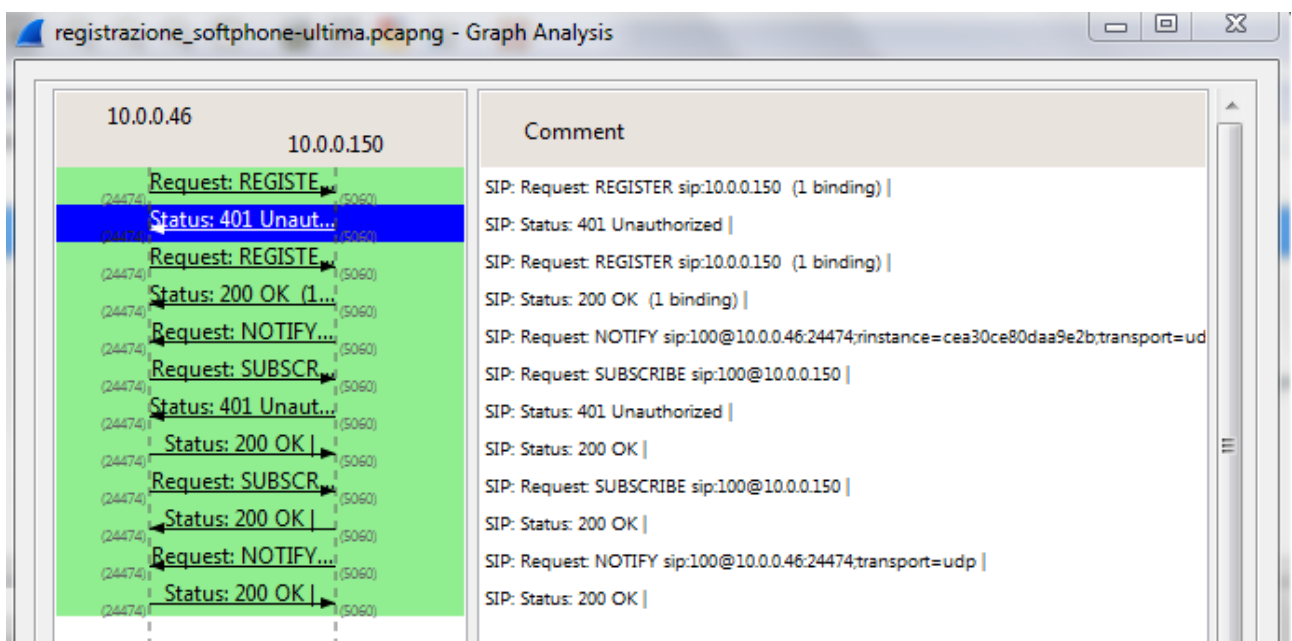 registrazione_softphone-ultima.pcapng - Graph Analysis
10.0.0.46
10.0.0.150
Comment
Request: REGISTE...
(24474) (5060)
SIP: Request: REGISTER sip:10.0.0.150 (1 binding) |
Status: 401 Unaut...
(24474) (5060)
SIP: Status: 401 Unauthorized |
Request: REGISTE...
(24474) (5060)
SIP: Request: REGISTER sip:10.0.0.150 (1 binding) |
Status: 200 OK (1...
(24474) (5060)
SIP: Status: 200 OK (1 binding) |
Request: NOTIFY...
(24474) (5060)
SIP: Request: NOTIFY sip:100@10.0.0.46:24474;rinstance=cea30ce80daa9e2b;transport=ud
Request: SUBSCR...
(24474) (5060)
SIP: Request: SUBSCRIBE sip:100@10.0.0.150 |
Status: 401 Unaut...
(24474) (5060)
SIP: Status: 401 Unauthorized |
Status: 200 OK |
(24474) (5060)
SIP: Status: 200 OK |
Request: SUBSCR...
(24474) (5060)
SIP: Request: SUBSCRIBE sip:100@10.0.0.150 |
Status: 200 OK |
(24474) (5060)
SIP: Status: 200 OK |
Request: NOTIFY...
(24474) (5060)
SIP: Request: NOTIFY sip:100@10.0.0.46:24474;transport=udp |
Status: 200 OK |
(24474) (5060)
SIP: Status: 200 OK |